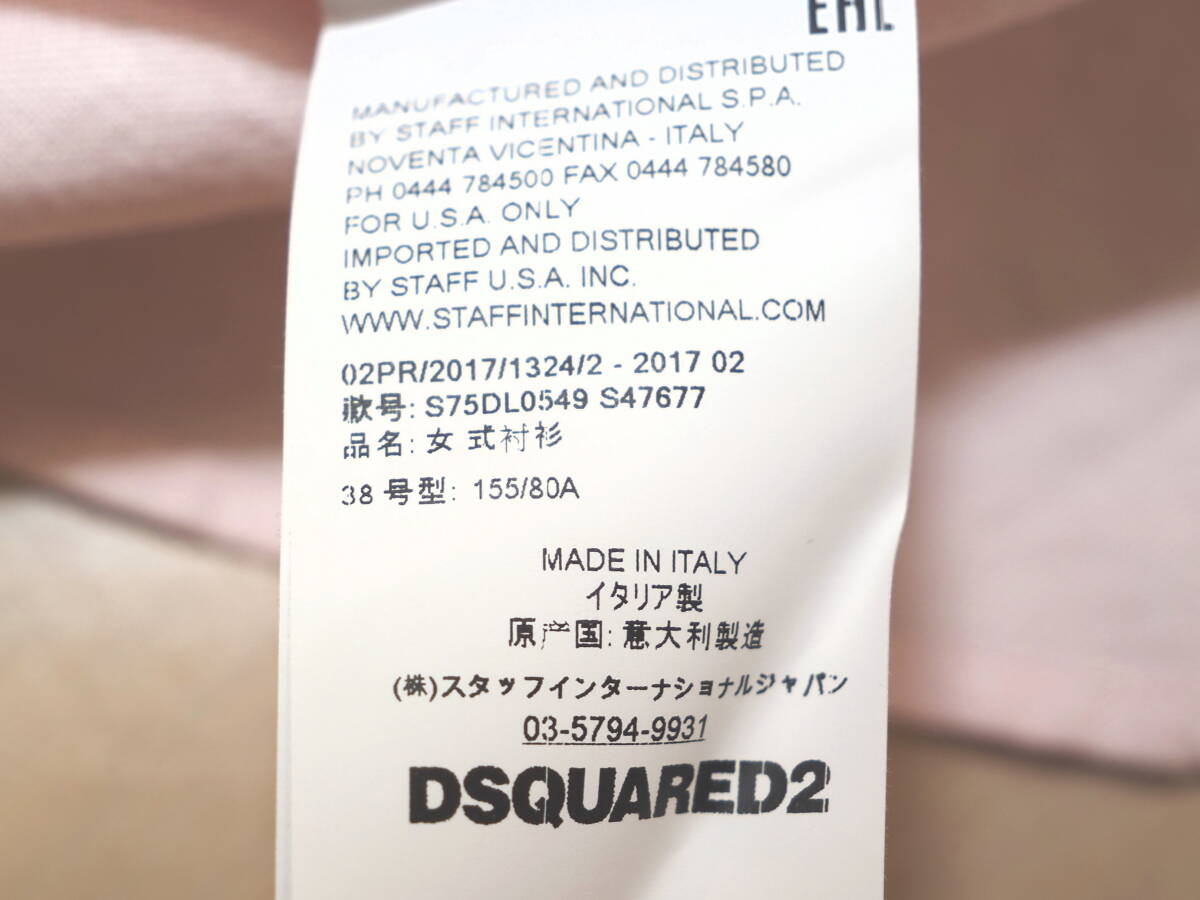 EAC
MANUFACTURED AND DISTRIBUTED
BY STAFF INTERNATIONAL S.P.A.
NOVENTA VICENTINA - ITALY
PH 0444 784500 FAX 0444 784580
FOR U.S.A. ONLY
IMPORTED AND DISTRIBUTED
BY STAFF U.S.A. INC.
WWW.STAFFINTERNATIONAL.COM
02PR/2017/1324/2 - 2017 02
款号: S75DL0549 S47677
品名: 女 式衬衫
38 号型: 155/80A
MADE IN ITALY
イタリア製
原产国: 意大利製造
(株)スタッフインターナショナルジャパン
03-5794-9931
DSQUARED2